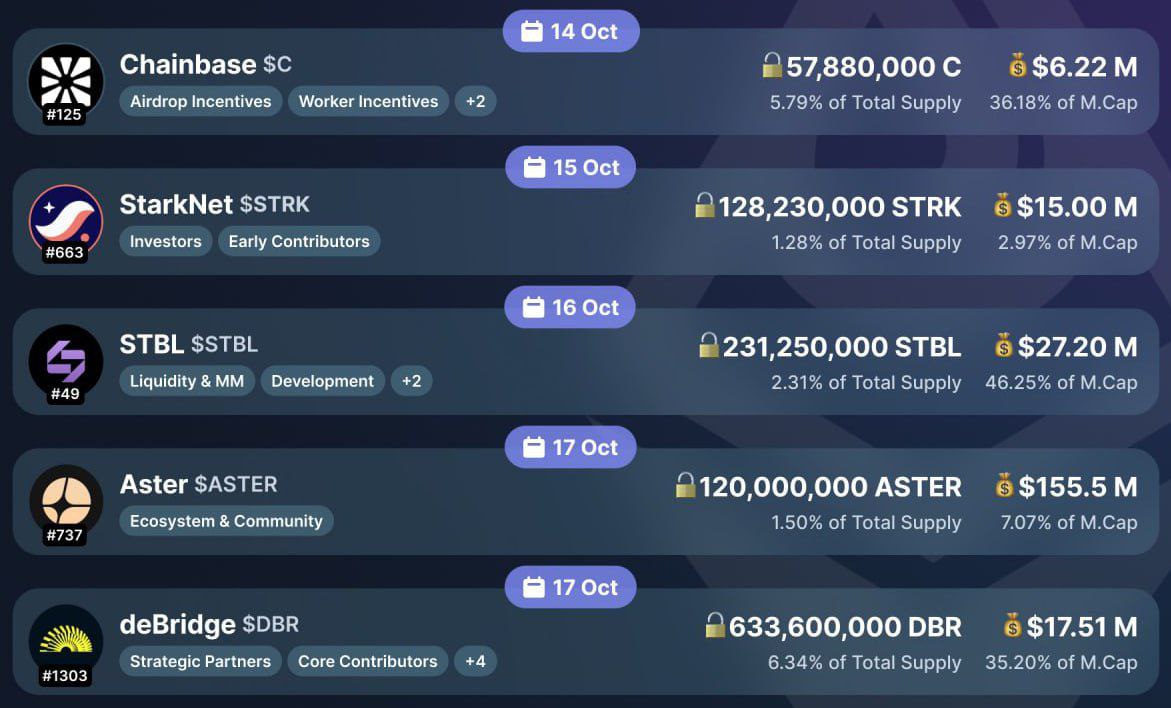 14 Oct
Chainbase $C
57,880,000 C
$6.22 M
#125
Airdrop Incentives
Worker Incentives
+2
5.79% of Total Supply
36.18% of M.Cap
15 Oct
StarkNet $STRK
128,230,000 STRK
$15.00 M
#663
Investors
Early Contributors
1.28% of Total Supply
2.97% of M.Cap
16 Oct
STBL $STBL
231,250,000 STBL
$27.20 M
#49
Liquidity & MM
Development
+2
2.31% of Total Supply
46.25% of M.Cap
17 Oct
Aster $ASTER
120,000,000 ASTER
$155.5 M
#737
Ecosystem & Community
1.50% of Total Supply
7.07% of M.Cap
17 Oct
deBridge $DBR
633,600,000 DBR
$17.51 M
#1303
Strategic Partners
Core Contributors
+4
6.34% of Total Supply
35.20% of M.Cap